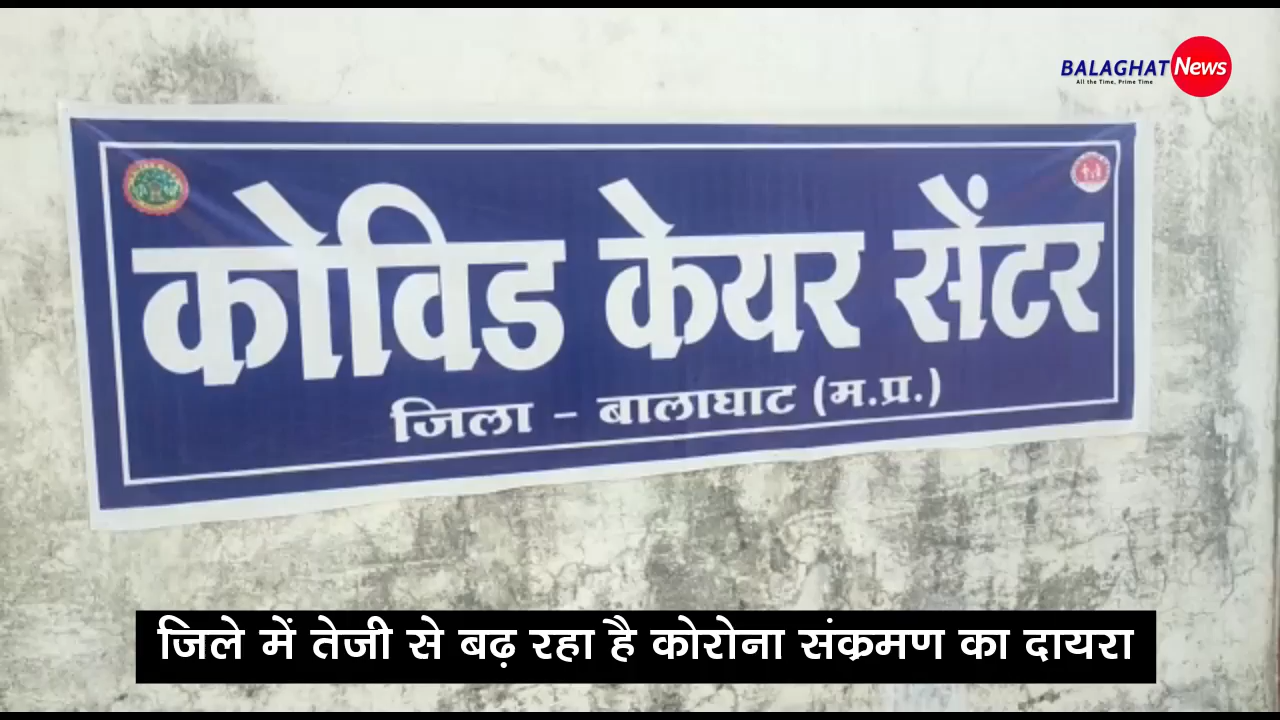 BALAGHAT News
All the Time, Prime Time
कोविड केयर सेंटर
जिला - बालाघाट (म.प्र.)
जिले में तेजी से बढ़ रहा है कोरोना संक्रमण का दायरा